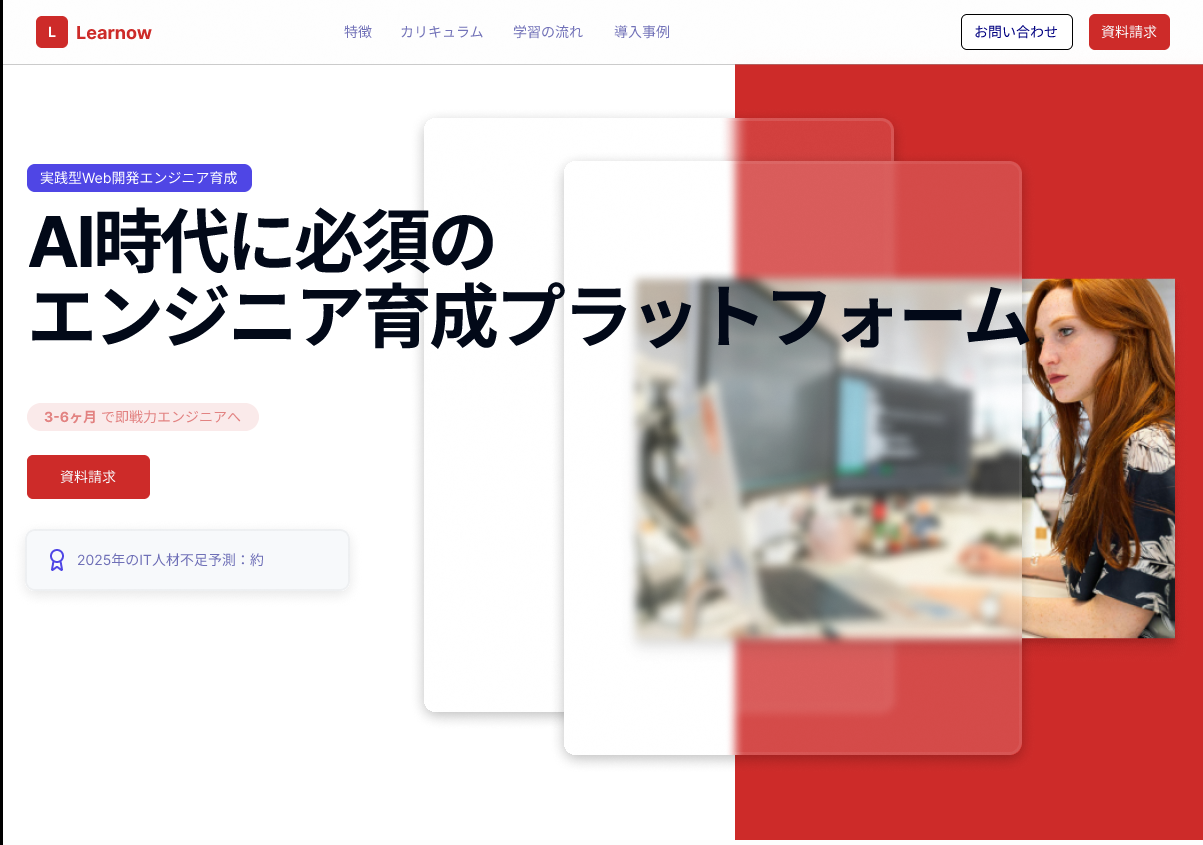 L Learnow
特徴 カリキュラム 学習の流れ 導入事例
お問い合わせ 資料請求
実践型Web開発エンジニア育成
AI時代に必須の
エンジニア育成プラットフォーム
3-6ヶ月 で即戦力エンジニアへ
資料請求
2025年のIT人材不足予測：約